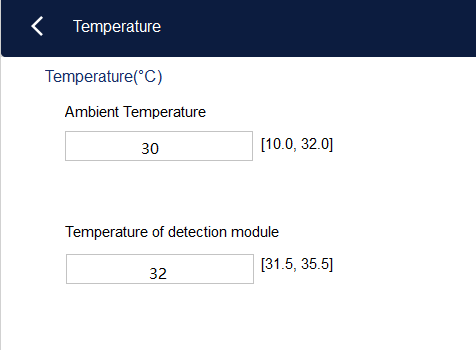 Temperature
Temperature(°C)
Ambient Temperature
30 [10.0, 32.0]
Temperature of detection module
32 [31.5, 35.5]